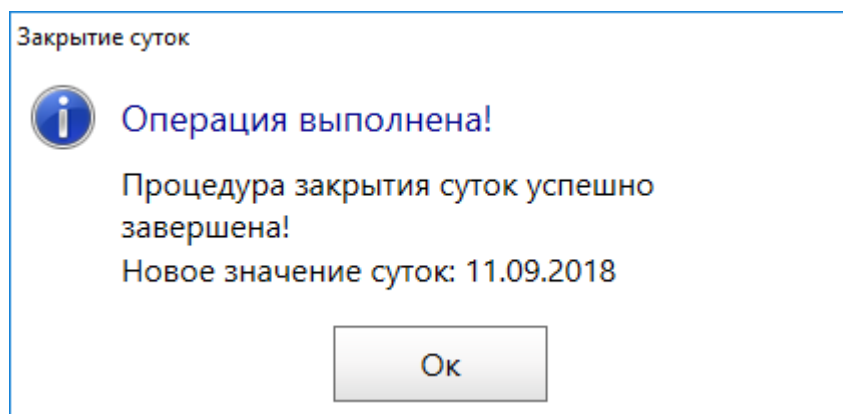 Закрытие суток
Операция выполнена!
Процедура закрытия суток успешно
завершена!
Новое значение суток: 11.09.2018
Ок